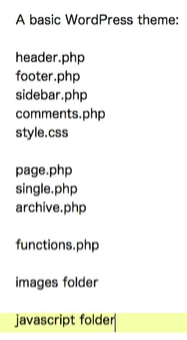 A basic WordPress theme:
header.php
footer.php
sidebar.php
comments.php
style.css
page.php
single.php
archive.php
functions.php
images folder
javascript folder